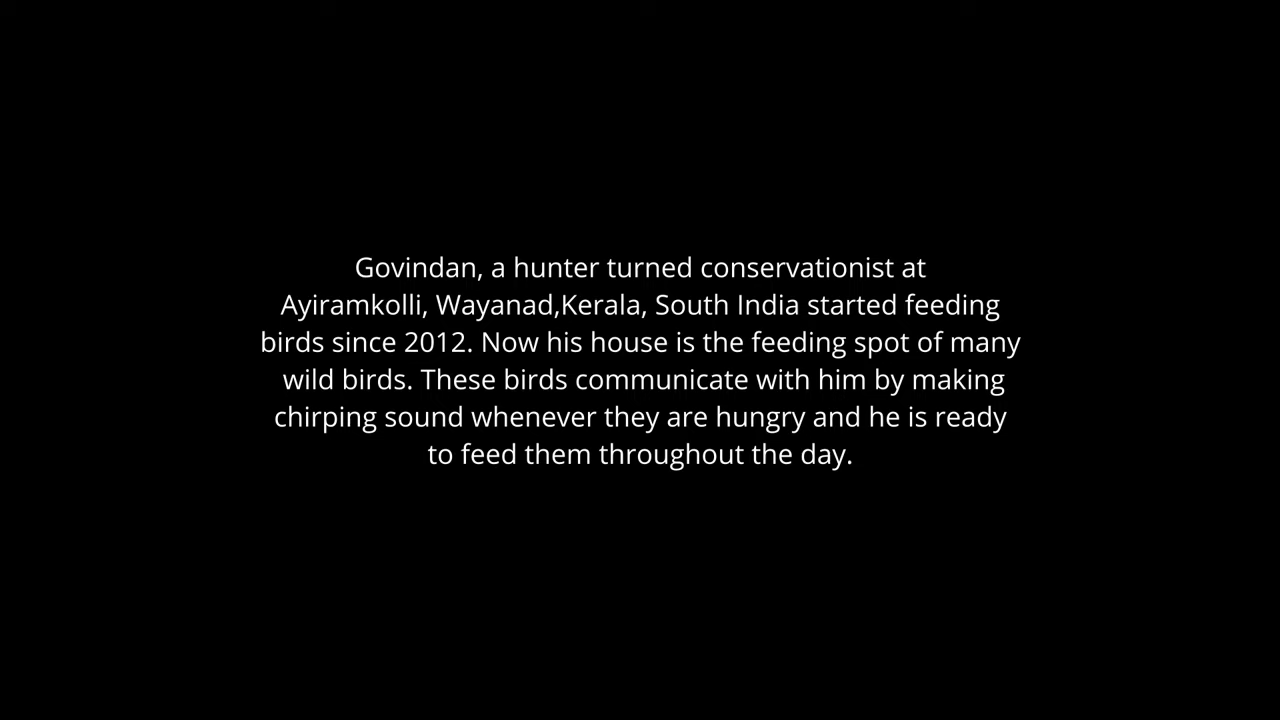 Govindan, a hunter turned conservationist at
Ayiramkolli, Wayanad,Kerala, South India started feeding
birds since 2012. Now his house is the feeding spot of many
wild birds. These birds communicate with him by making
chirping sound whenever they are hungry and he is ready
to feed them throughout the day.